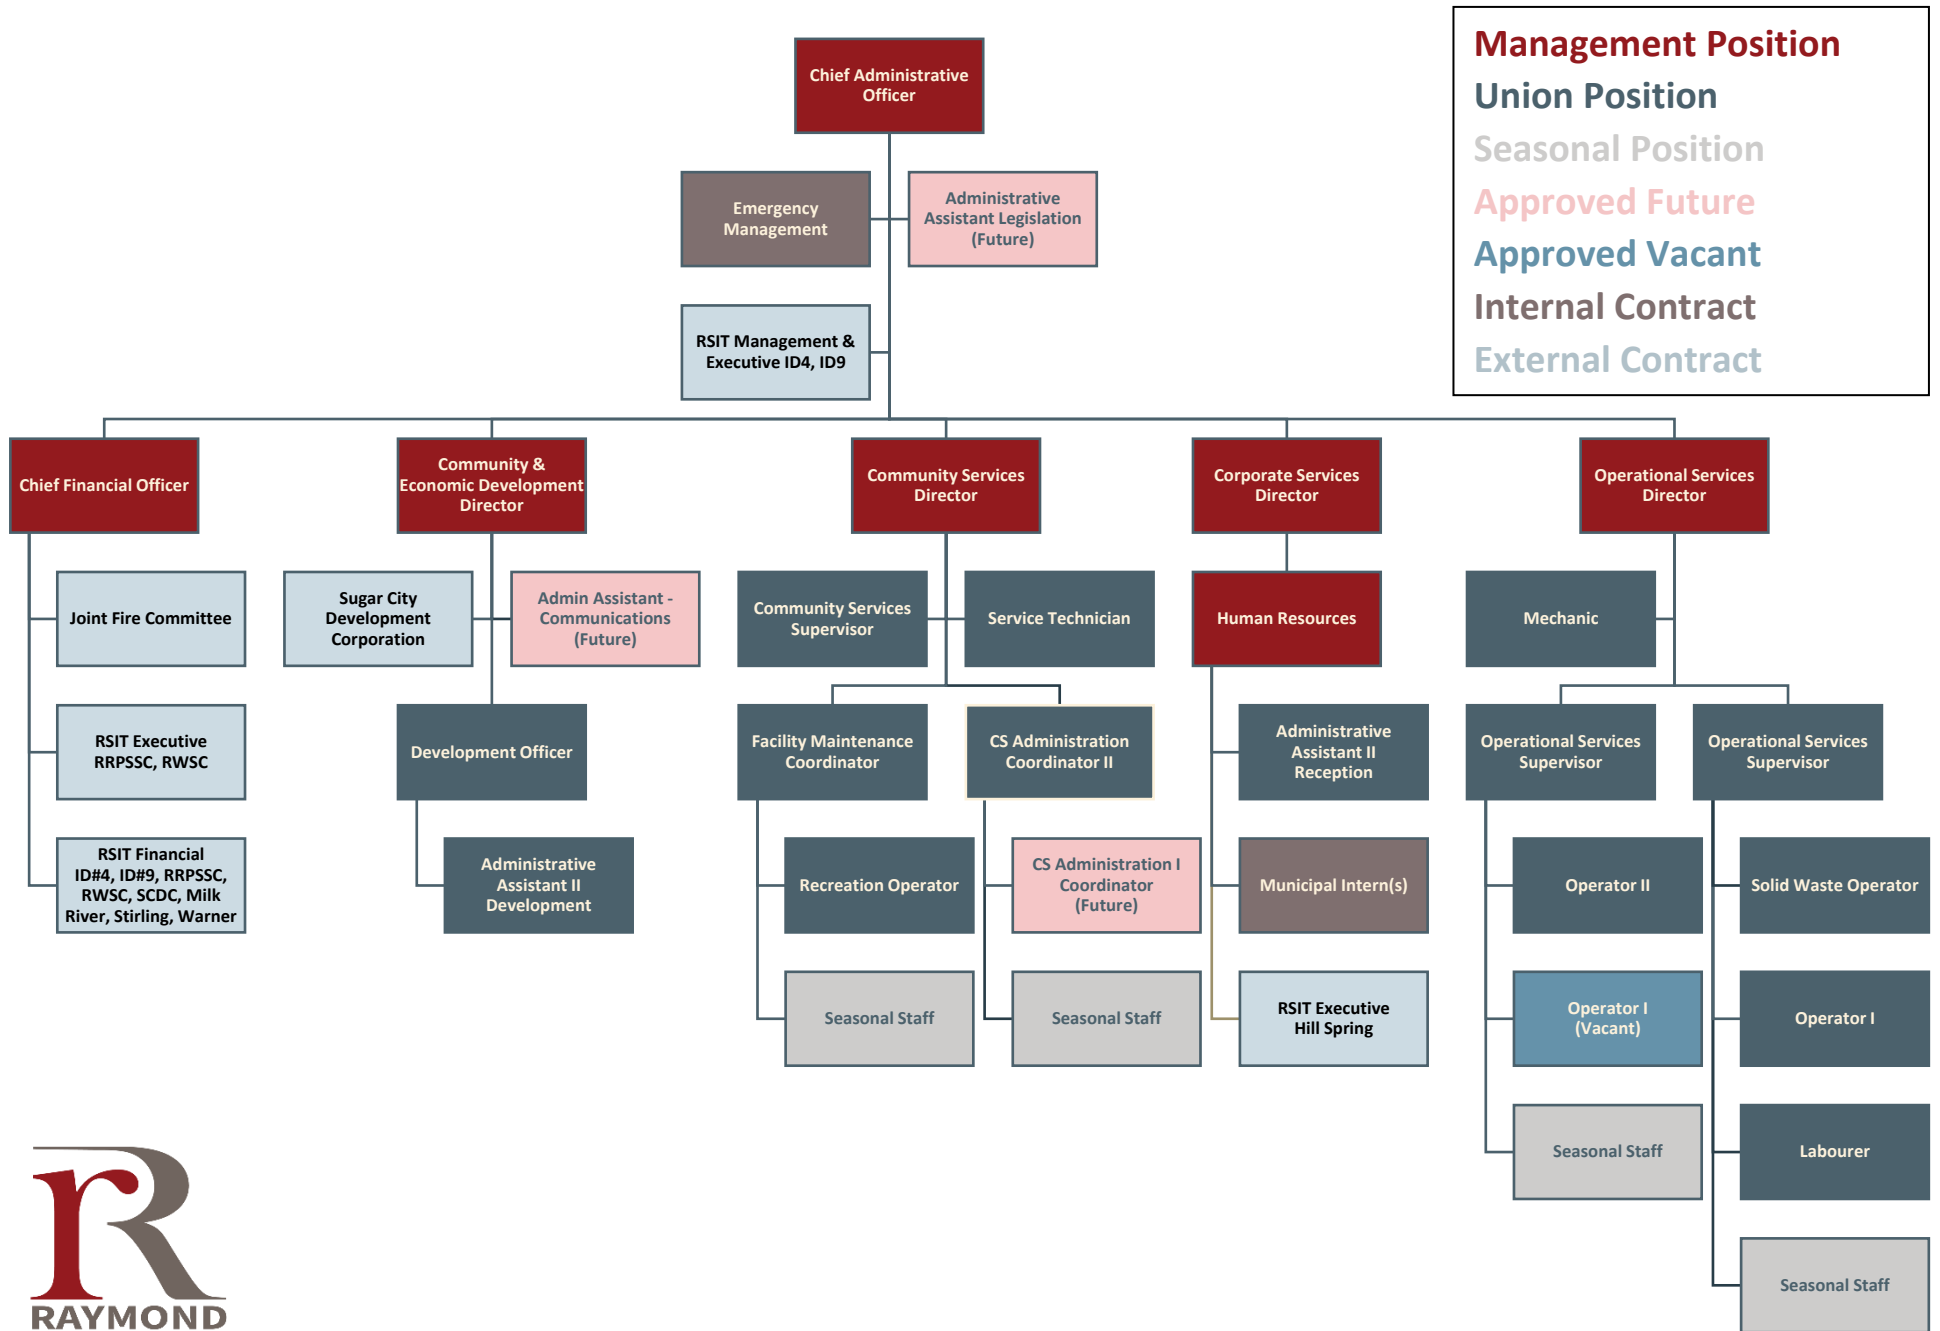 Management Position
Union Position
Seasonal Position
Approved Future
Approved Vacant
Internal Contract
External Contract
Chief Administrative
Officer
Emergency
Management
Administrative
Assistant Legislation
(Future)
RSIT Management &
Executive ID4, ID9
Chief Financial Officer
Community &
Economic Development
Director
Community Services
Director
Corporate Services
Director
Operational Services
Director
Joint Fire Committee
Sugar City
Development
Corporation
Admin Assistant -
Communications
(Future)
Community Services
Supervisor
Service Technician
Human Resources
Mechanic
RSIT Executive
RRPSSC, RWSC
Development Officer
Facility Maintenance
Coordinator
CS Administration
Coordinator II
Administrative
Assistant II
Reception
Operational Services
Supervisor
Operational Services
Supervisor
RSIT Financial
ID#4, ID#9, RRPSSC,
RWSC, SCDC, Milk
River, Stirling, Warner
Administrative
Assistant II
Development
Recreation Operator
CS Administration I
Coordinator
(Future)
Municipal Intern(s)
Operator II
Solid Waste Operator
Seasonal Staff
Seasonal Staff
RSIT Executive
Hill Spring
Operator I
(Vacant)
Operator I
Seasonal Staff
Labourer
Seasonal Staff
rR
RAYMOND